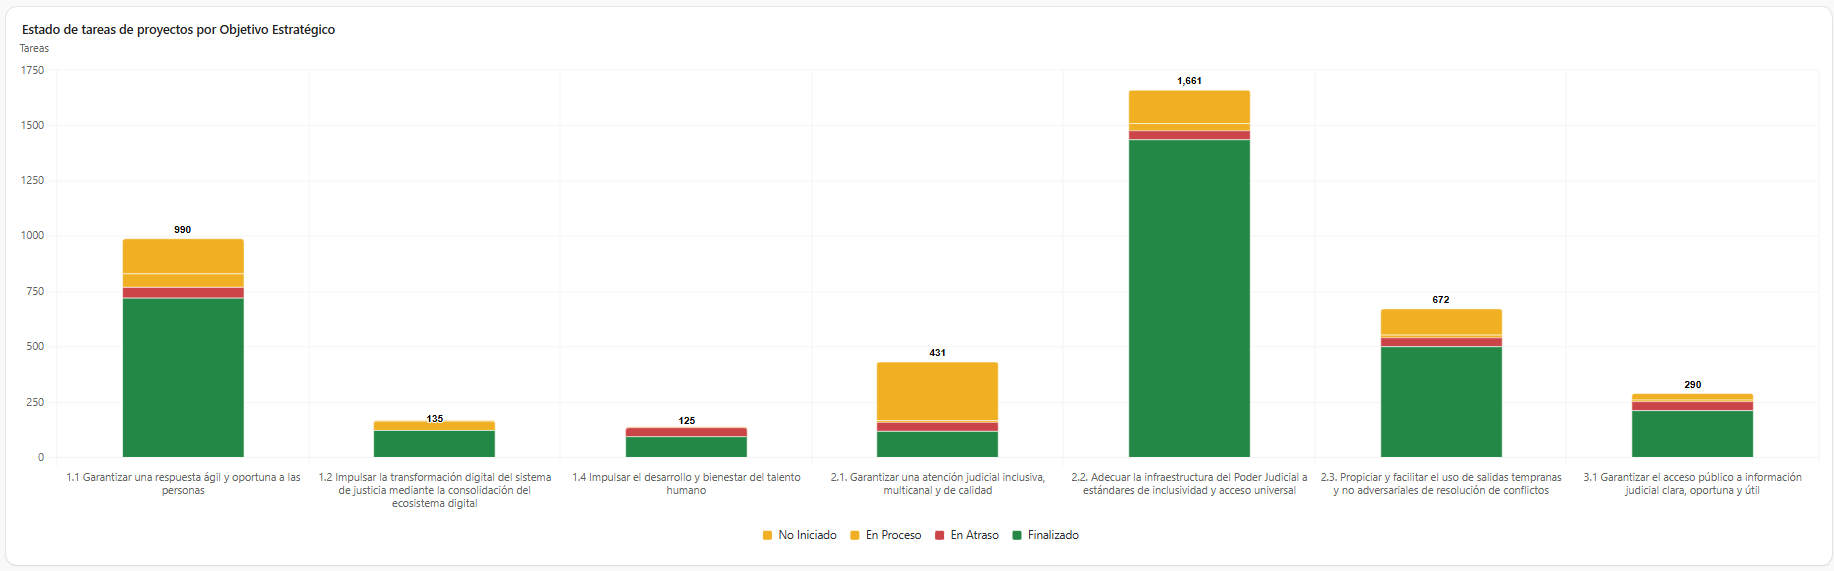 Estado de tareas de proyectos por Objetivo Estratégico
Tareas
1750
1500
1250
1000
750
500
250
0
990
135
125
431
1,661
672
290
1.1 Garantizar una respuesta ágil y oportuna a las
personas
1.2 Impulsar la transformación digital del sistema
de justicia mediante la consolidación del
ecosistema digital
1.4 Impulsar el desarrollo y bienestar del talento
humano
2.1. Garantizar una atención judicial inclusiva,
multicanal y de calidad
2.2. Adecuar la infraestructura del Poder Judicial a
estándares de inclusividad y acceso universal
2.3. Propiciar y facilitar el uso de salidas tempranas
y no adversariales de resolución de conflictos
3.1 Garantizar el acceso público a información
judicial clara, oportuna y útil
No Iniciado En Proceso En Atraso Finalizado